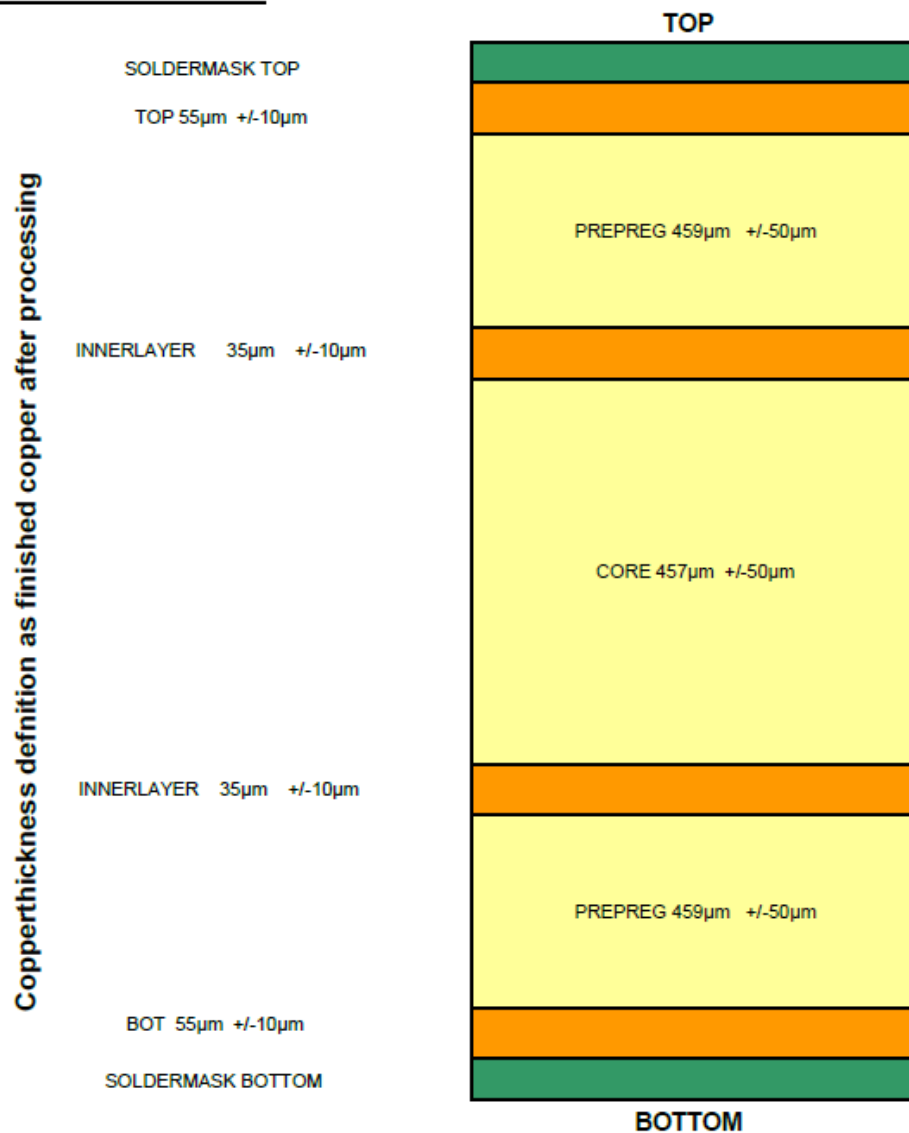 TOP
SOLDERMASK TOP
TOP 55µm +/-10µm
PREPREG 459µm +/-50µm
INNERLAYER 35µm +/-10µm
CORE 457µm +/-50µm
INNERLAYER 35µm +/-10µm
PREPREG 459µm +/-50µm
BOT 55µm +/-10µm
SOLDERMASK BOTTOM
BOTTOM
Copperthickness defnition as finished copper after processing